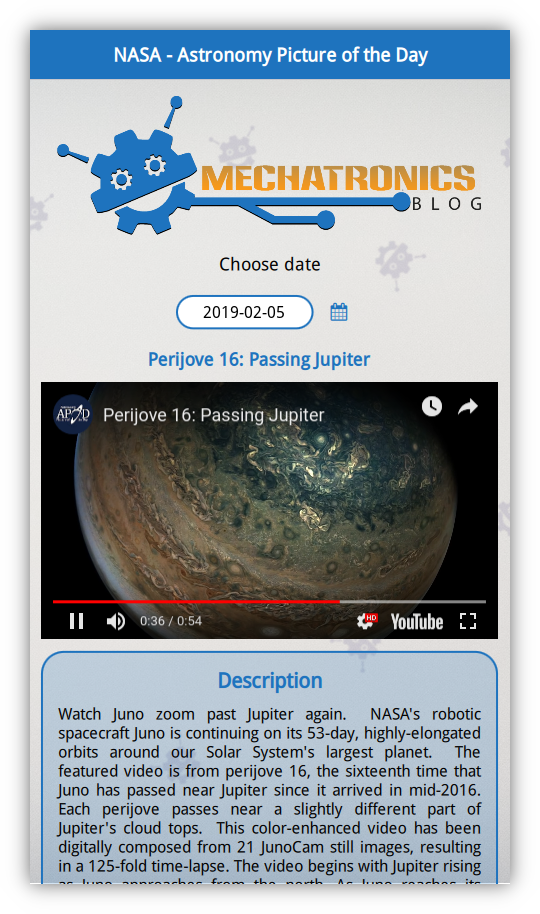 NASA - Astronomy Picture of the Day
MECHATRONICS
BLOG
Choose date
2019-02-05
Perijove 16: Passing Jupiter
APOD
Perijove 16: Passing Jupiter
0:36 / 0:54
HD
YouTube
Description
Watch Juno zoom past Jupiter again. NASA's robotic
spacecraft Juno is continuing on its 53-day, highly-elongated
orbits around our Solar System's largest planet. The
featured video is from perijove 16, the sixteenth time that
Juno has passed near Jupiter since it arrived in mid-2016.
Each perijove passes near a slightly different part of
Jupiter's cloud tops. This color-enhanced video has been
digitally composed from 21 JunoCam still images, resulting
in a 125-fold time-lapse. The video begins with Jupiter rising
as Juno approaches from the north. As Juno reaches its